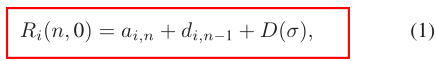 R_i(n, 0) = a_{i,n} + d_{i,n−1} + D(σ), (1)